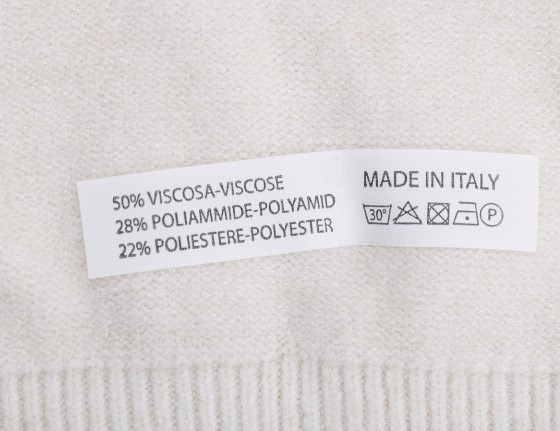 50% VISCOSA-VISCOSE
28% POLIAMMIDE-POLYAMID
22% POLIESTERE-POLYESTER
MADE IN ITALY
30° P